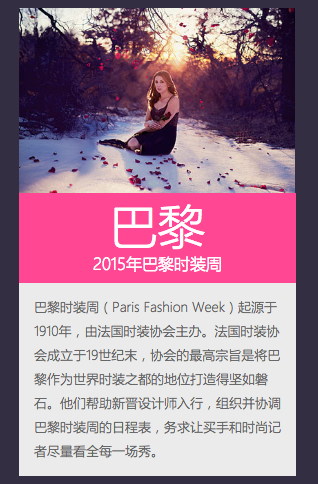 巴黎
2015年巴黎时装周
巴黎时装周（Paris Fashion Week）起源于
1910年，由法国时装协会主办。法国时装协
会成立于19世纪末，协会的最高宗旨是将巴
黎作为世界时装之都的地位打造得坚如磐
石。他们帮助新晋设计师入行，组织并协调
巴黎时装周的日程表，务求让买手和时尚记
者尽量看全每一场秀。